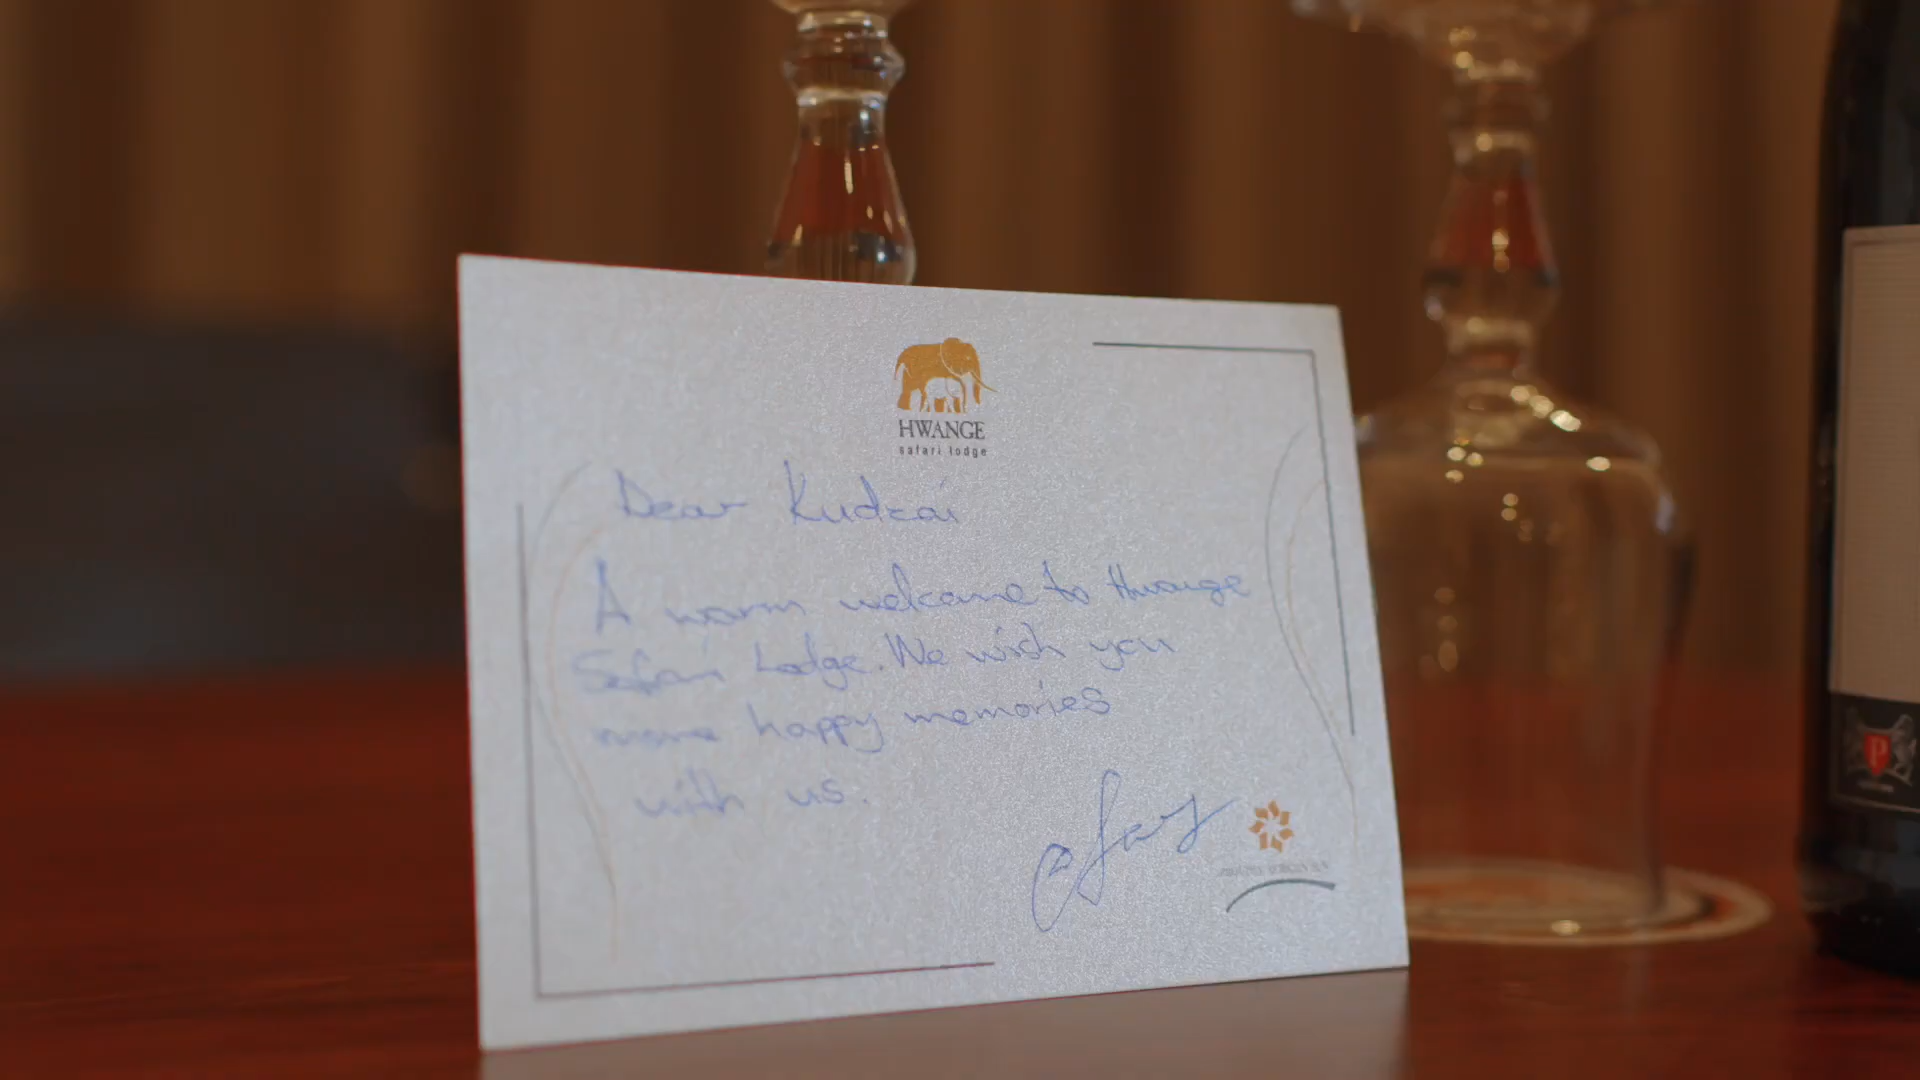 HWANGE
safari lodge
Dear Kudzai
A warm welcome to Hwange
Safari Lodge. We wish you
more happy memories
with us.
P